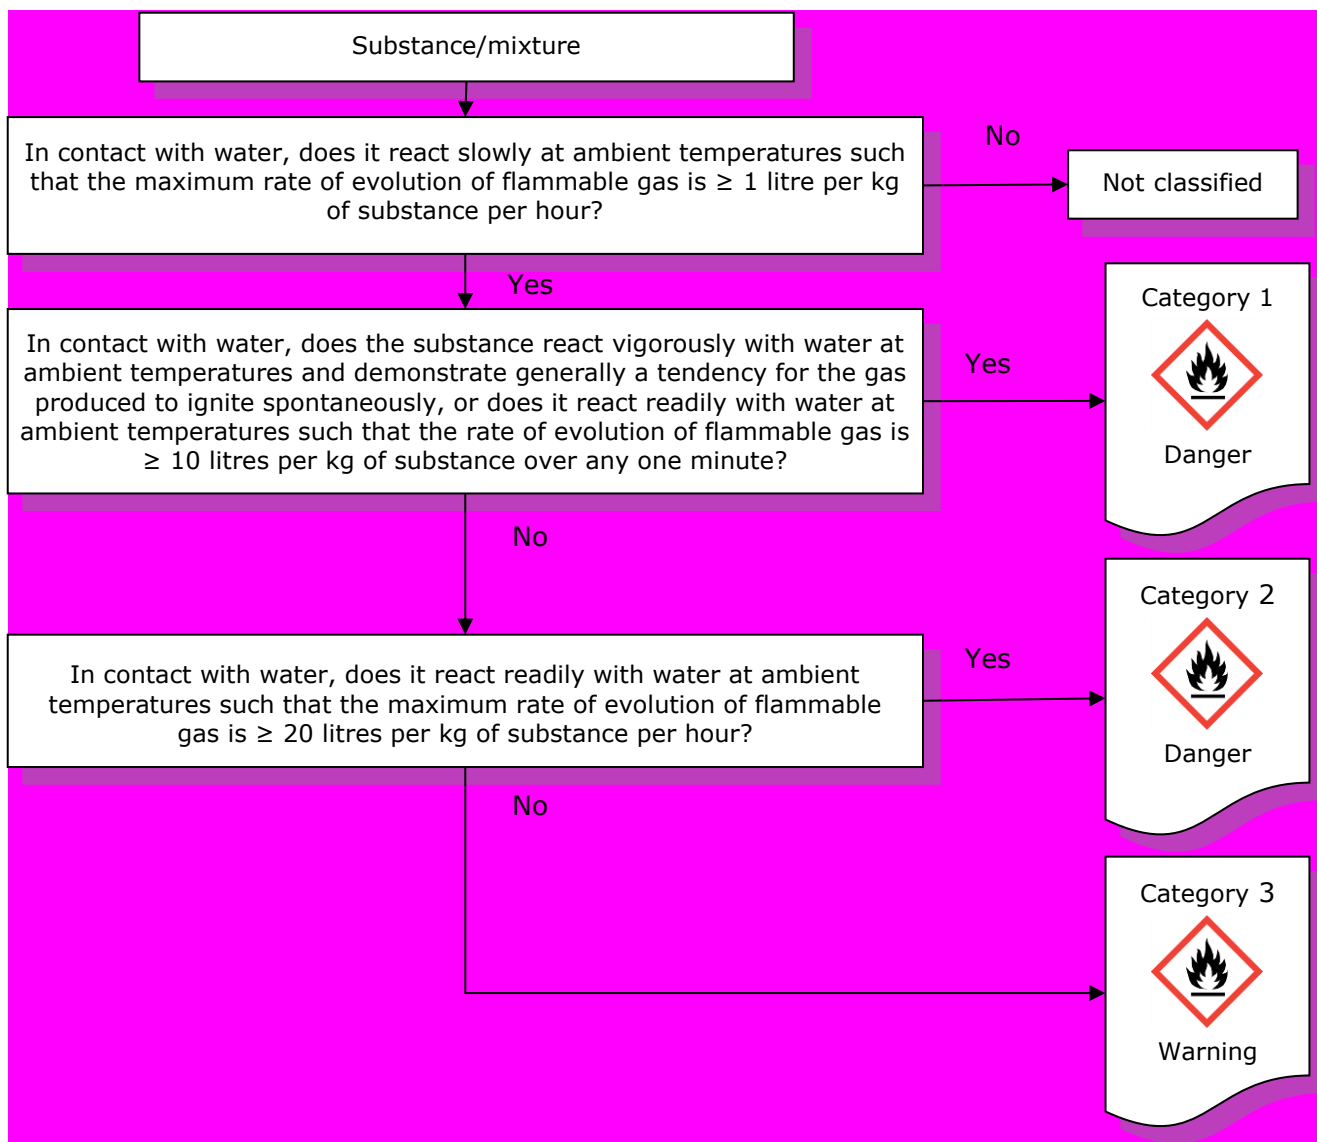 Substance/mixture
In contact with water, does it react slowly at ambient temperatures such
that the maximum rate of evolution of flammable gas is ≥ 1 litre per kg
of substance per hour?
No
Not classified
Yes
In contact with water, does the substance react vigorously with water at
ambient temperatures and demonstrate generally a tendency for the gas
produced to ignite spontaneously, or does it react readily with water at
ambient temperatures such that the rate of evolution of flammable gas is
≥ 10 litres per kg of substance over any one minute?
Yes
Category 1
Danger
No
In contact with water, does it react readily with water at ambient
temperatures such that the maximum rate of evolution of flammable
gas is ≥ 20 litres per kg of substance per hour?
Yes
Category 2
Danger
No
Category 3
Warning